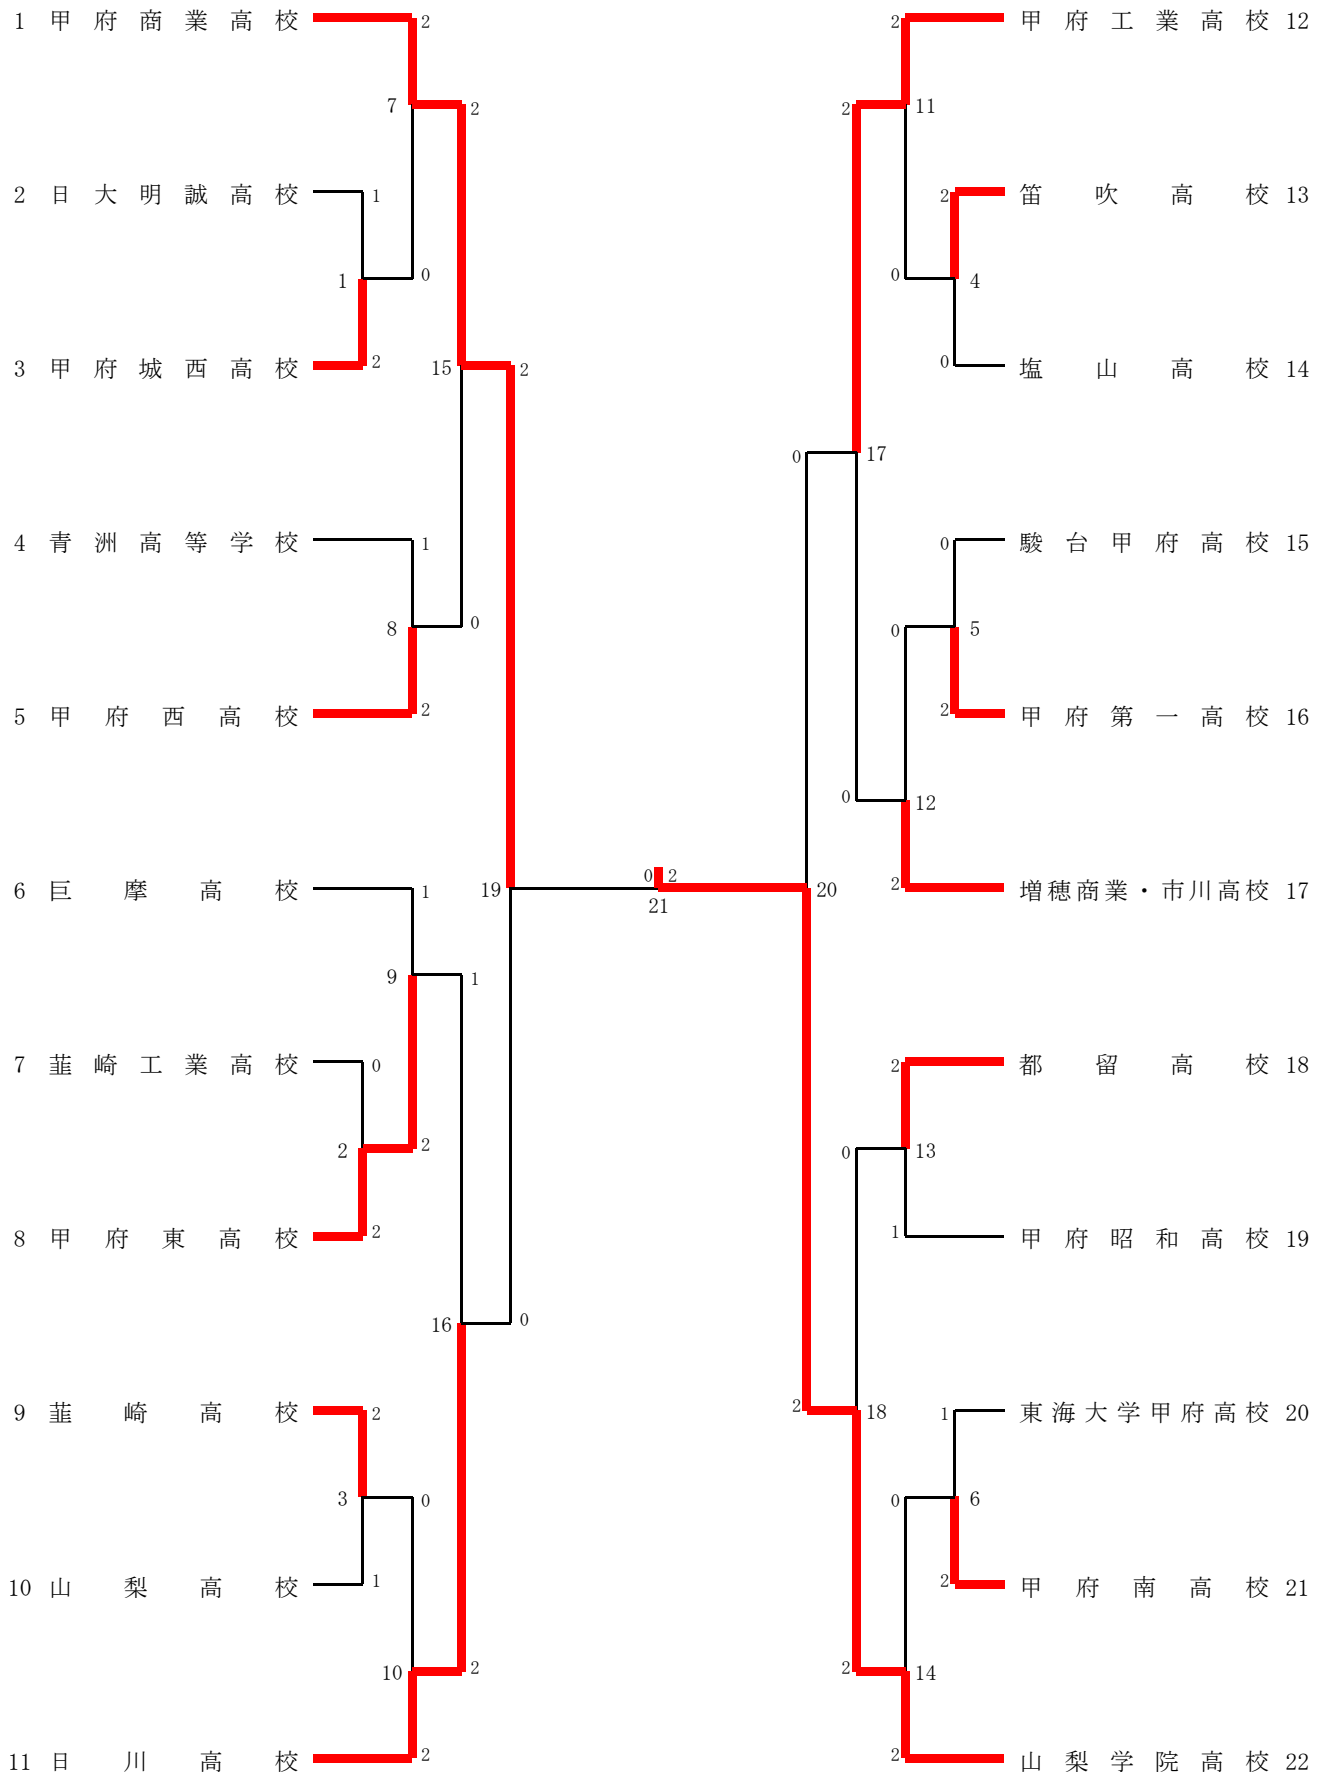 1 甲府商業高校 2 2 甲府工業高校 12
7 2 2 11
2 日大明誠高校 1 2 笛吹高校 13
1 0 0 4
3 甲府城西高校 2 15 2 0 塩山高校 14
0 17
4 青洲高等学校 1 0 駿台甲府高校 15
8 0 0 5
5 甲府西高校 2 2 甲府第一高校 16
0 12
6 巨摩高校 1 19 0 2 20 2 増穂商業・市川高校 17
21
9 1
7 韮崎工業高校 0 2 都留高校 18
2 2 0 13
8 甲府東高校 2 1 甲府昭和高校 19
16 0
9 韮崎高校 2 2 18 1 東海大学甲府高校 20
3 0 0 6
10 山梨高校 1 2 甲府南高校 21
10 2 2 14
11 日川高校 2 2 山梨学院高校 22